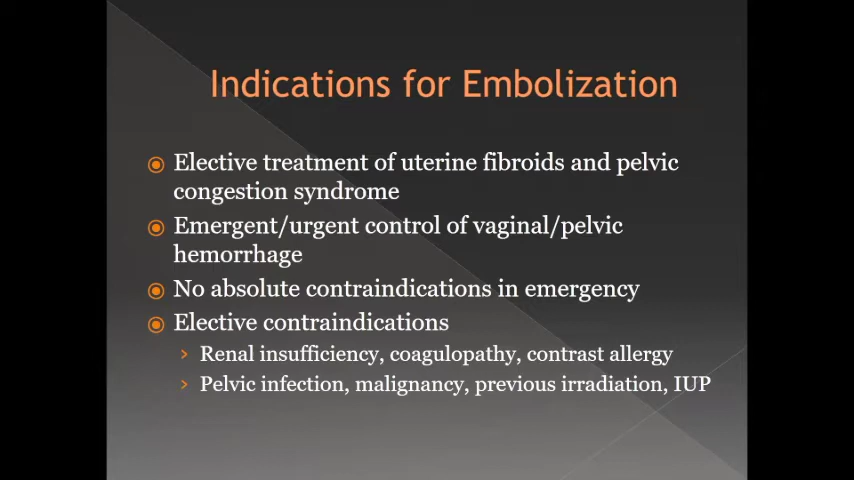 Indications for Embolization
Elective treatment of uterine fibroids and pelvic
congestion syndrome
Emergent/urgent control of vaginal/pelvic
hemorrhage
No absolute contraindications in emergency
Elective contraindications
Renal insufficiency, coagulopathy, contrast allergy
Pelvic infection, malignancy, previous irradiation, IUP